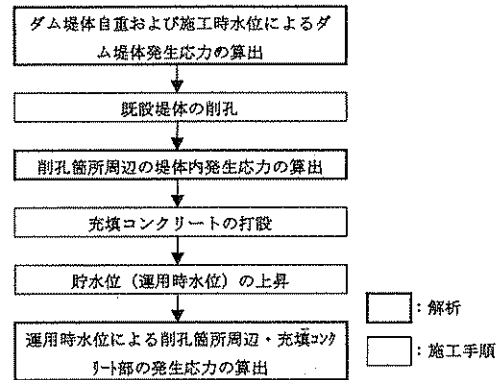 ダム堤体自重および施工時水位によるダ
ム堤体発生応力の算出
既設堤体の削孔
削孔箇所周辺の堤体内発生応力の算出
充填コンクリートの打設
貯水位（運用時水位）の上昇
運用時水位による削孔箇所周辺・充填コンク
リート部の発生応力の算出
：解析
：施工手順